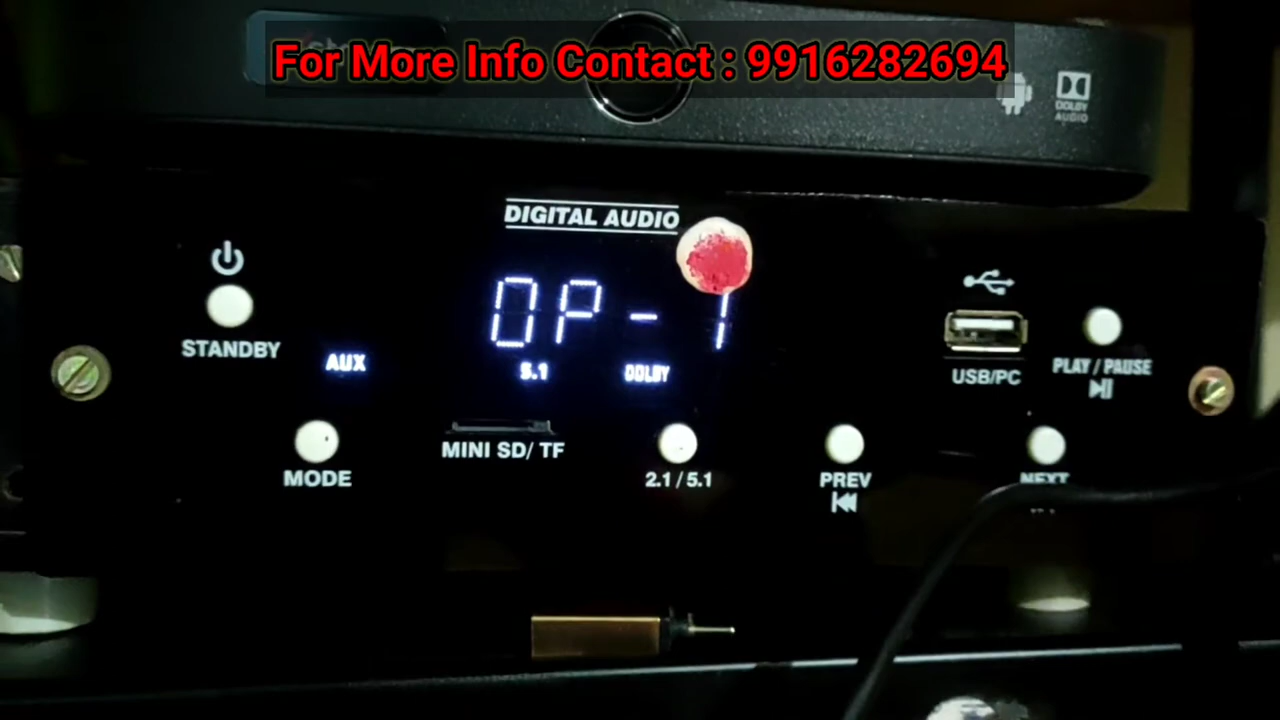 For More Info Contact : 9916282694
DOLBY
AUDIO
DIGITAL AUDIO
OP-1
STANDBY
AUX
5.1
DOLBY
USB/PC
PLAY / PAUSE
MINI SD/ TF
MODE
2.1 / 5.1
PREV
NEXT